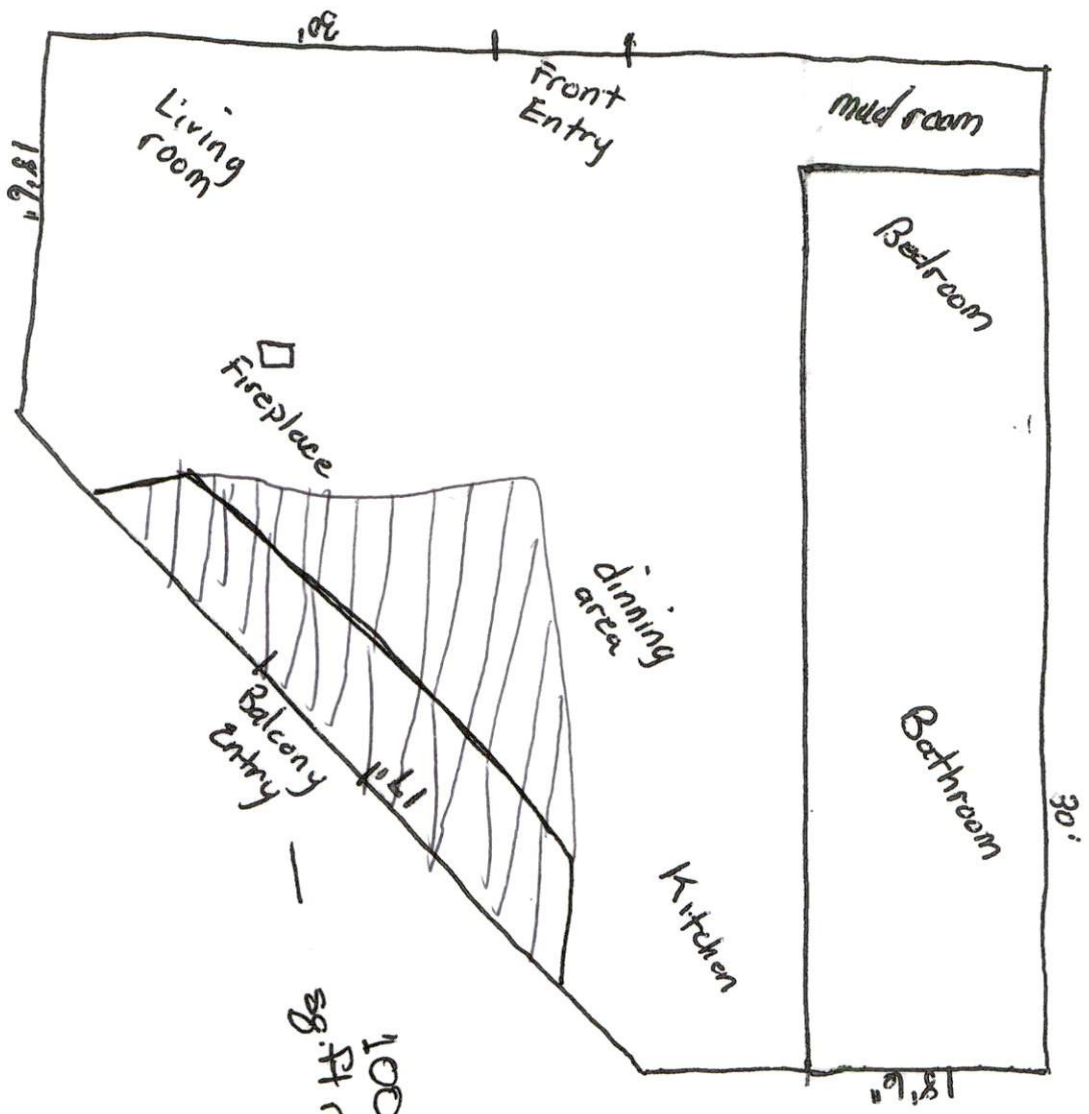 30'
Living
room
Front
Entry
mud room
18'6"
Bedroom
Fireplace
dinning
area
Balcony
Entry
Bathroom
30'
Kitchen
18'6"
100
sq.ft